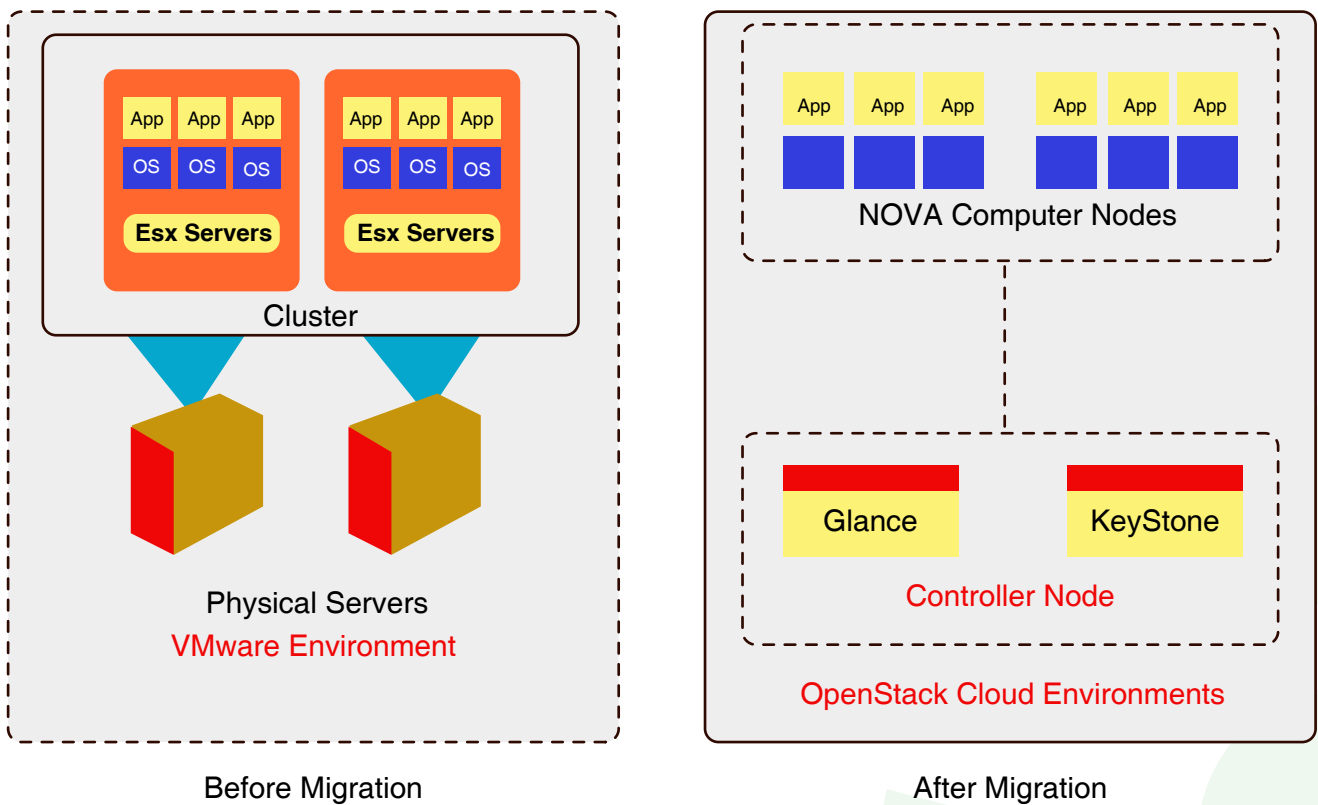 App App App
OS OS OS
Esx Servers
App App App
OS OS OS
Esx Servers
Cluster
Physical Servers
VMware Environment
Before Migration
App App App
App App App
NOVA Computer Nodes
Glance
KeyStone
Controller Node
OpenStack Cloud Environments
After Migration